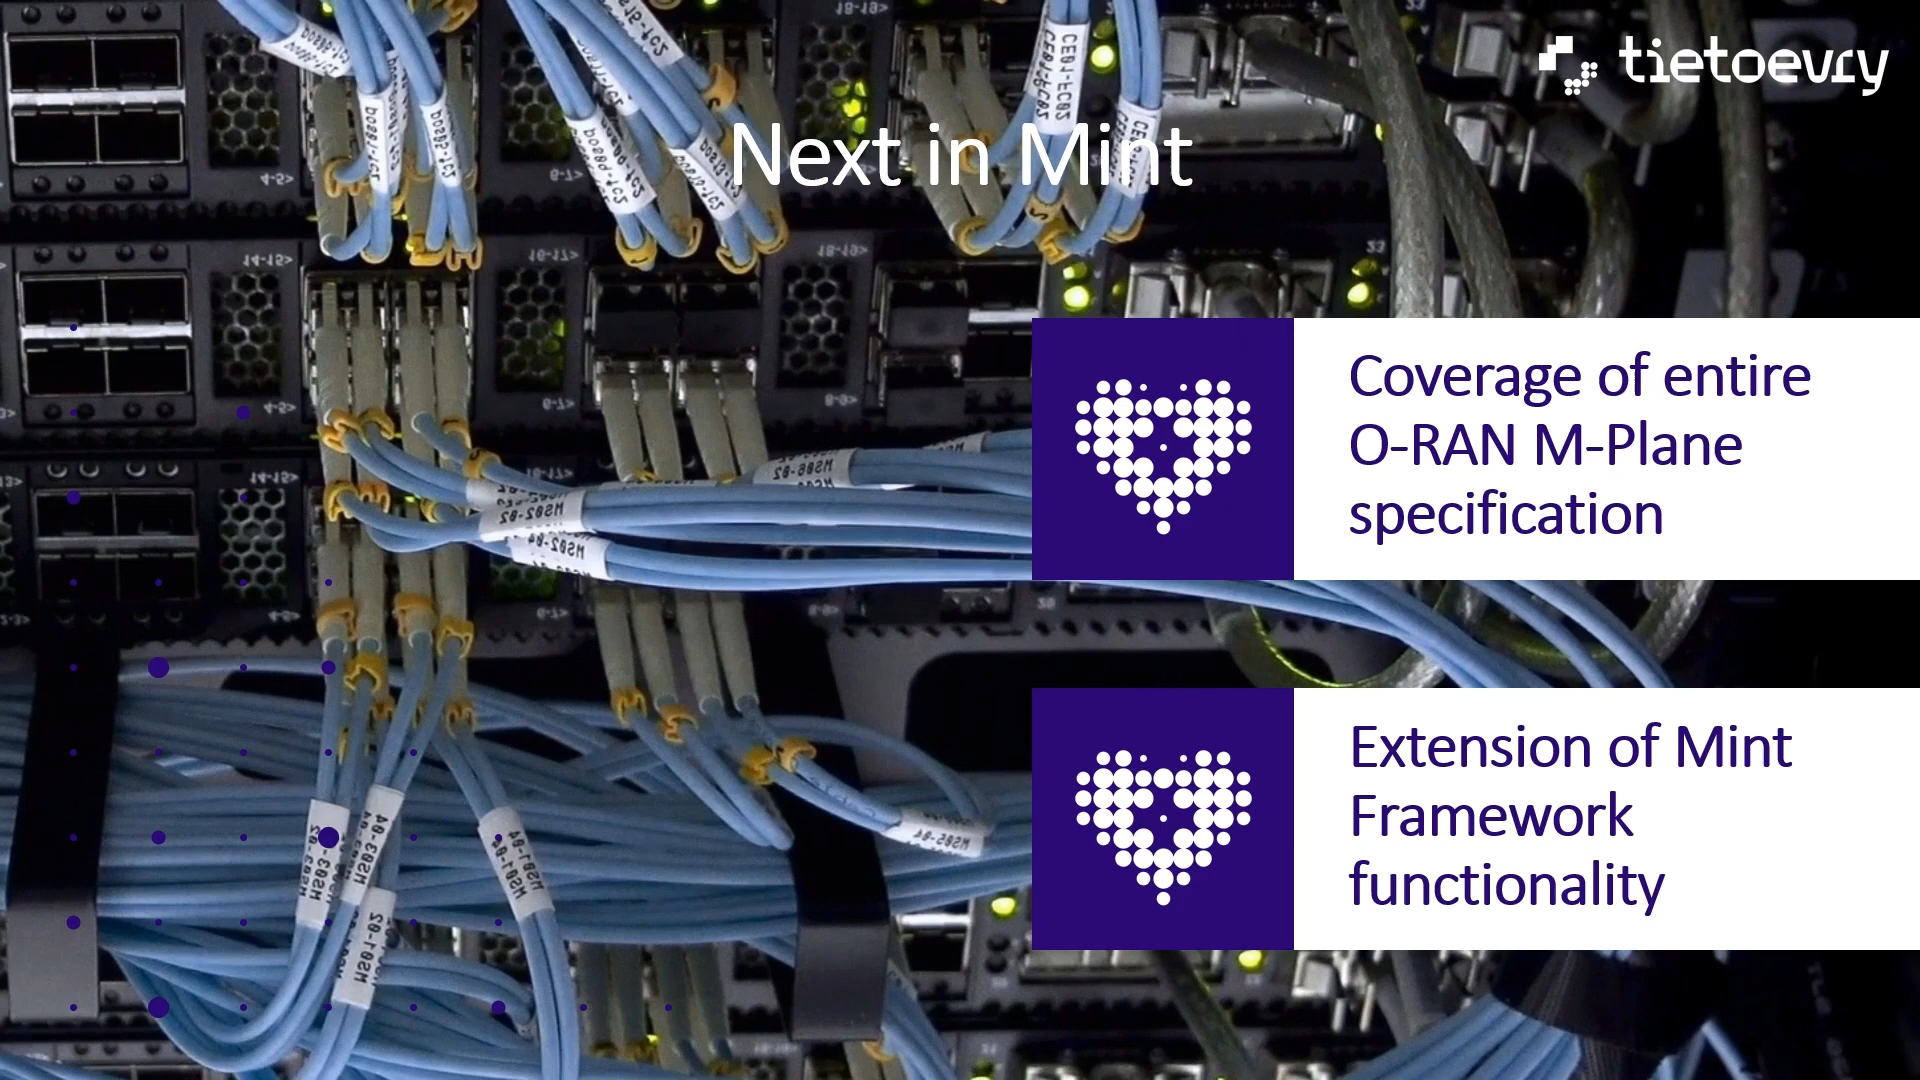 tietoevry
Next in Mint
Coverage of entire
O-RAN M-Plane
specification
Extension of Mint
Framework
functionality